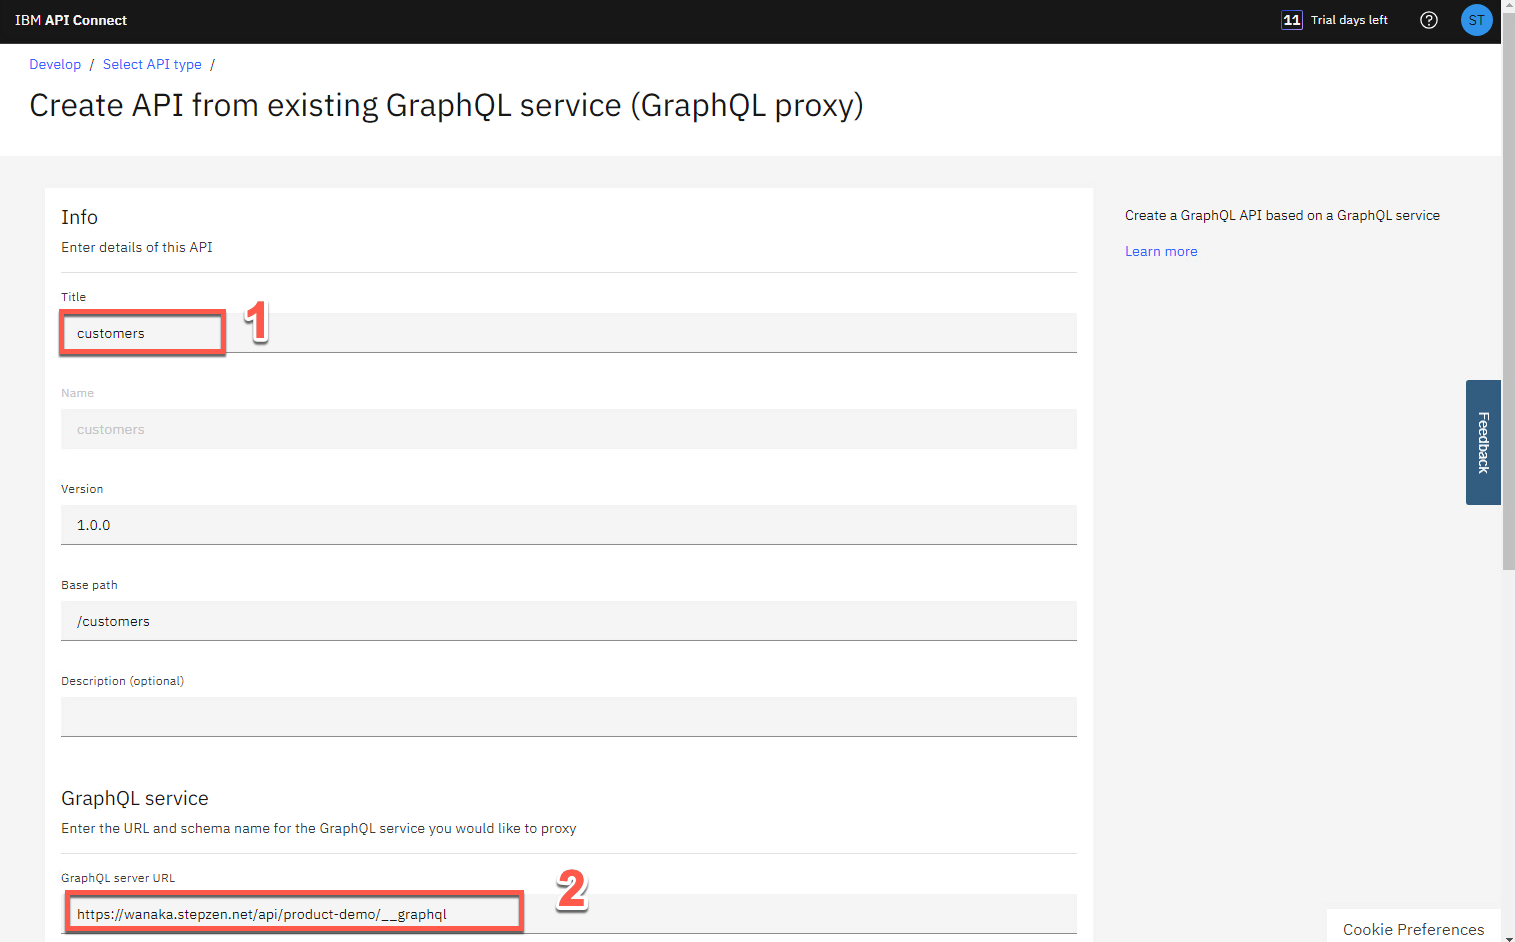 IBM API Connect
11 Trial days left
ST
Develop / Select API type /
Create API from existing GraphQL service (GraphQL proxy)
Info
Enter details of this API
Title
customers
1
Name
customers
Version
1.0.0
Base path
/customers
Description (optional)
GraphQL service
Enter the URL and schema name for the GraphQL service you would like to proxy
GraphQL server URL
https://wanaka.stepzen.net/api/product-demo/__graphql
2
Create a GraphQL API based on a GraphQL service
Learn more
Feedback
Cookie Preferences